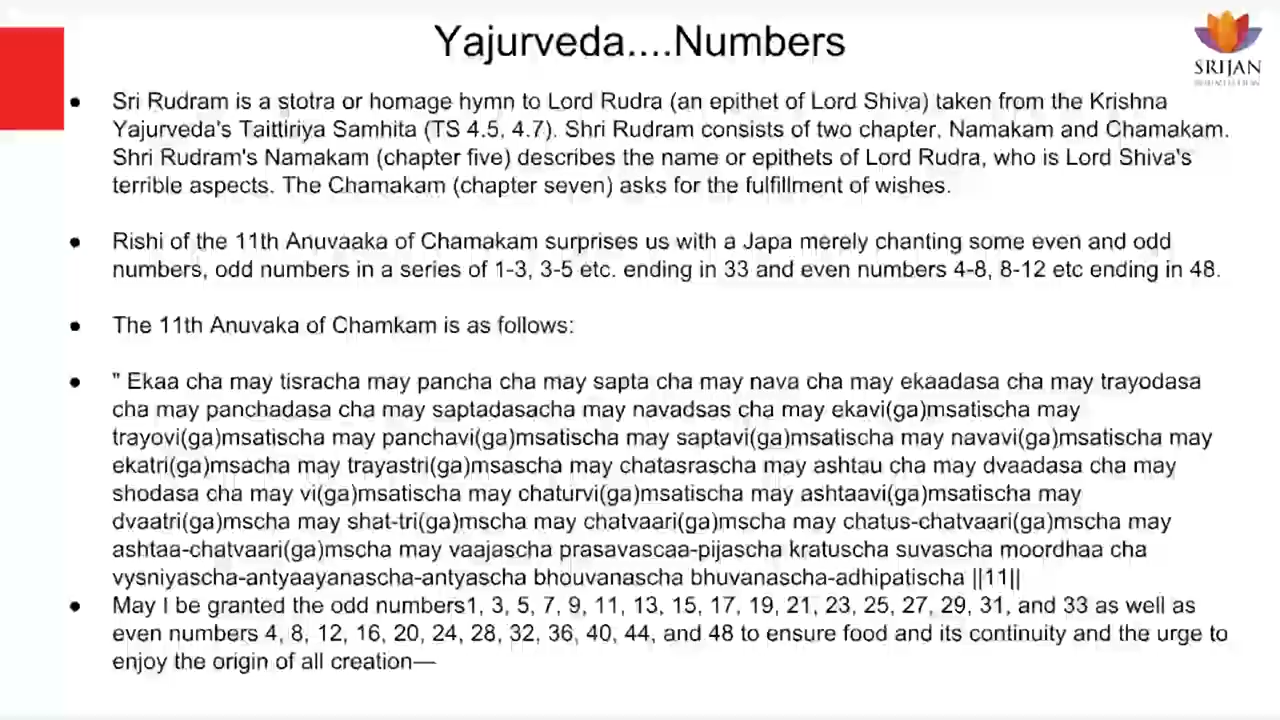 Yajurveda....Numbers
SRIJAN
• Sri Rudram is a stotra or homage hymn to Lord Rudra (an epithet of Lord Shiva) taken from the Krishna
Yajurveda's Taittiriya Samhita (TS 4.5, 4.7). Shri Rudram consists of two chapter, Namakam and Chamakam.
Shri Rudram's Namakam (chapter five) describes the name or epithets of Lord Rudra, who is Lord Shiva's
terrible aspects. The Chamakam (chapter seven) asks for the fulfillment of wishes.
• Rishi of the 11th Anuvaaka of Chamakam surprises us with a Japa merely chanting some even and odd
numbers, odd numbers in a series of 1-3, 3-5 etc. ending in 33 and even numbers 4-8, 8-12 etc ending in 48.
• The 11th Anuvaka of Chamkam is as follows:
• " Ekaa cha may tisracha may pancha cha may sapta cha may nava cha may ekaadasa cha may trayodasa
cha may panchadasa cha may saptadasacha may navadsas cha may ekavi(ga)msatischa may
trayovi(ga)msatischa may panchavi(ga)msatischa may saptavi(ga)msatischa may navavi(ga)msatischa may
ekatri(ga)msacha may trayastri(ga)msascha may chatasrascha may ashtau cha may dvaadasa cha may
shodasa cha may vi(ga)msatischa may chaturvi(ga)msatischa may ashtaavi(ga)msatischa may
dvaatri(ga)mscha may shat-tri(ga)mscha may chatvaari(ga)mscha may chatus-chatvaari(ga)mscha may
ashtaa-chatvaari(ga)mscha may vaajascha prasavascaa-pijascha kratuscha suvascha moordhaa cha
vysniyascha-antyaayanascha-antyascha bhouvanascha bhuvanascha-adhipatischa ||11||
• May I be granted the odd numbers1, 3, 5, 7, 9, 11, 13, 15, 17, 19, 21, 23, 25, 27, 29, 31, and 33 as well as
even numbers 4, 8, 12, 16, 20, 24, 28, 32, 36, 40, 44, and 48 to ensure food and its continuity and the urge to
enjoy the origin of all creation—